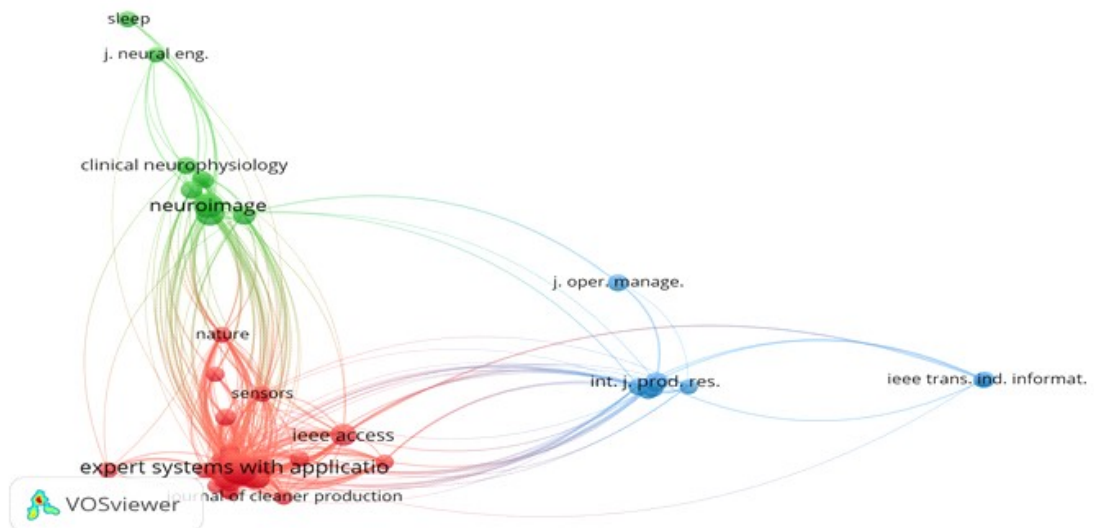 sleep
j. neural eng.
clinical neurophysiology
neuroimage
j. oper. manage.
nature
int. j. prod. res.
ieee trans. ind. informat.
sensors
ieee access
expert systems with applicatio
journal of cleaner production
VOSviewer